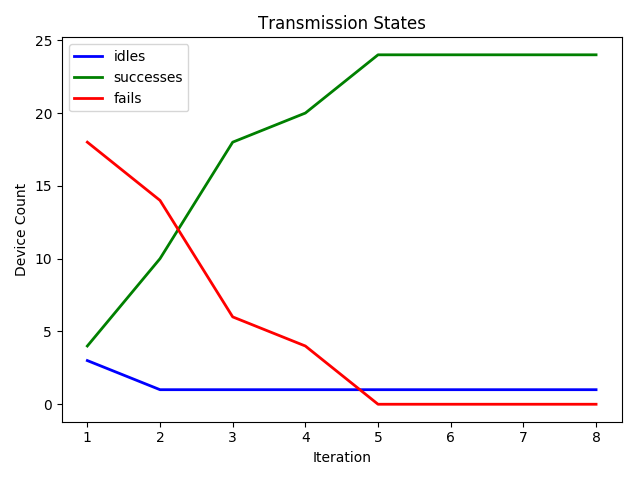 Transmission States
idles
successes
fails
25
20
15
10
5
0
Device Count
1 2 3 4 5 6 7 8
Iteration